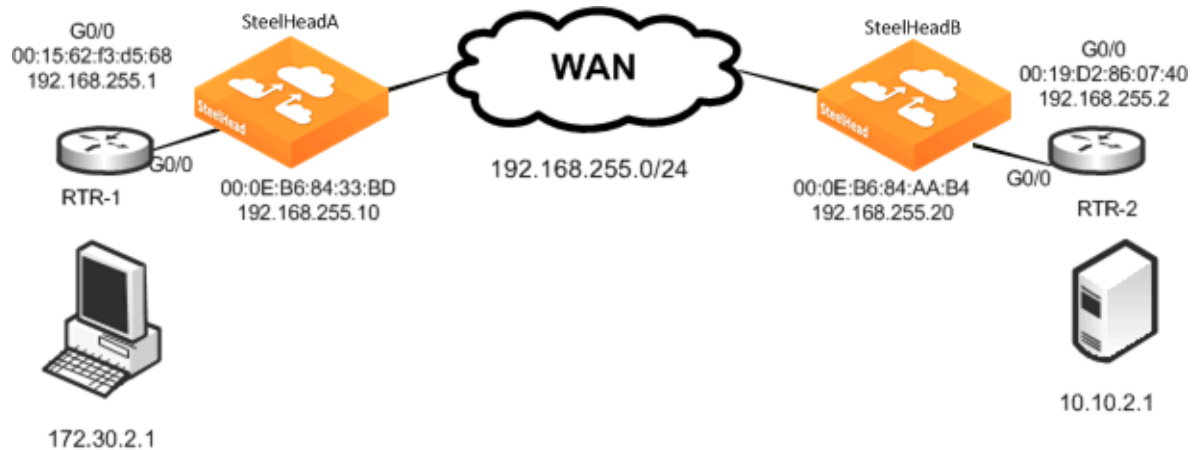 SteelHeadA
G0/0
00:15:62:f3:d5:68
192.168.255.1
SteelHead
G0/0
RTR-1
00:0E:B6:84:33:BD
192.168.255.10
172.30.2.1
WAN
192.168.255.0/24
SteelHeadB
G0/0
00:19:D2:86:07:40
192.168.255.2
SteelHead
G0/0
RTR-2
00:0E:B6:84:AA:B4
192.168.255.20
10.10.2.1